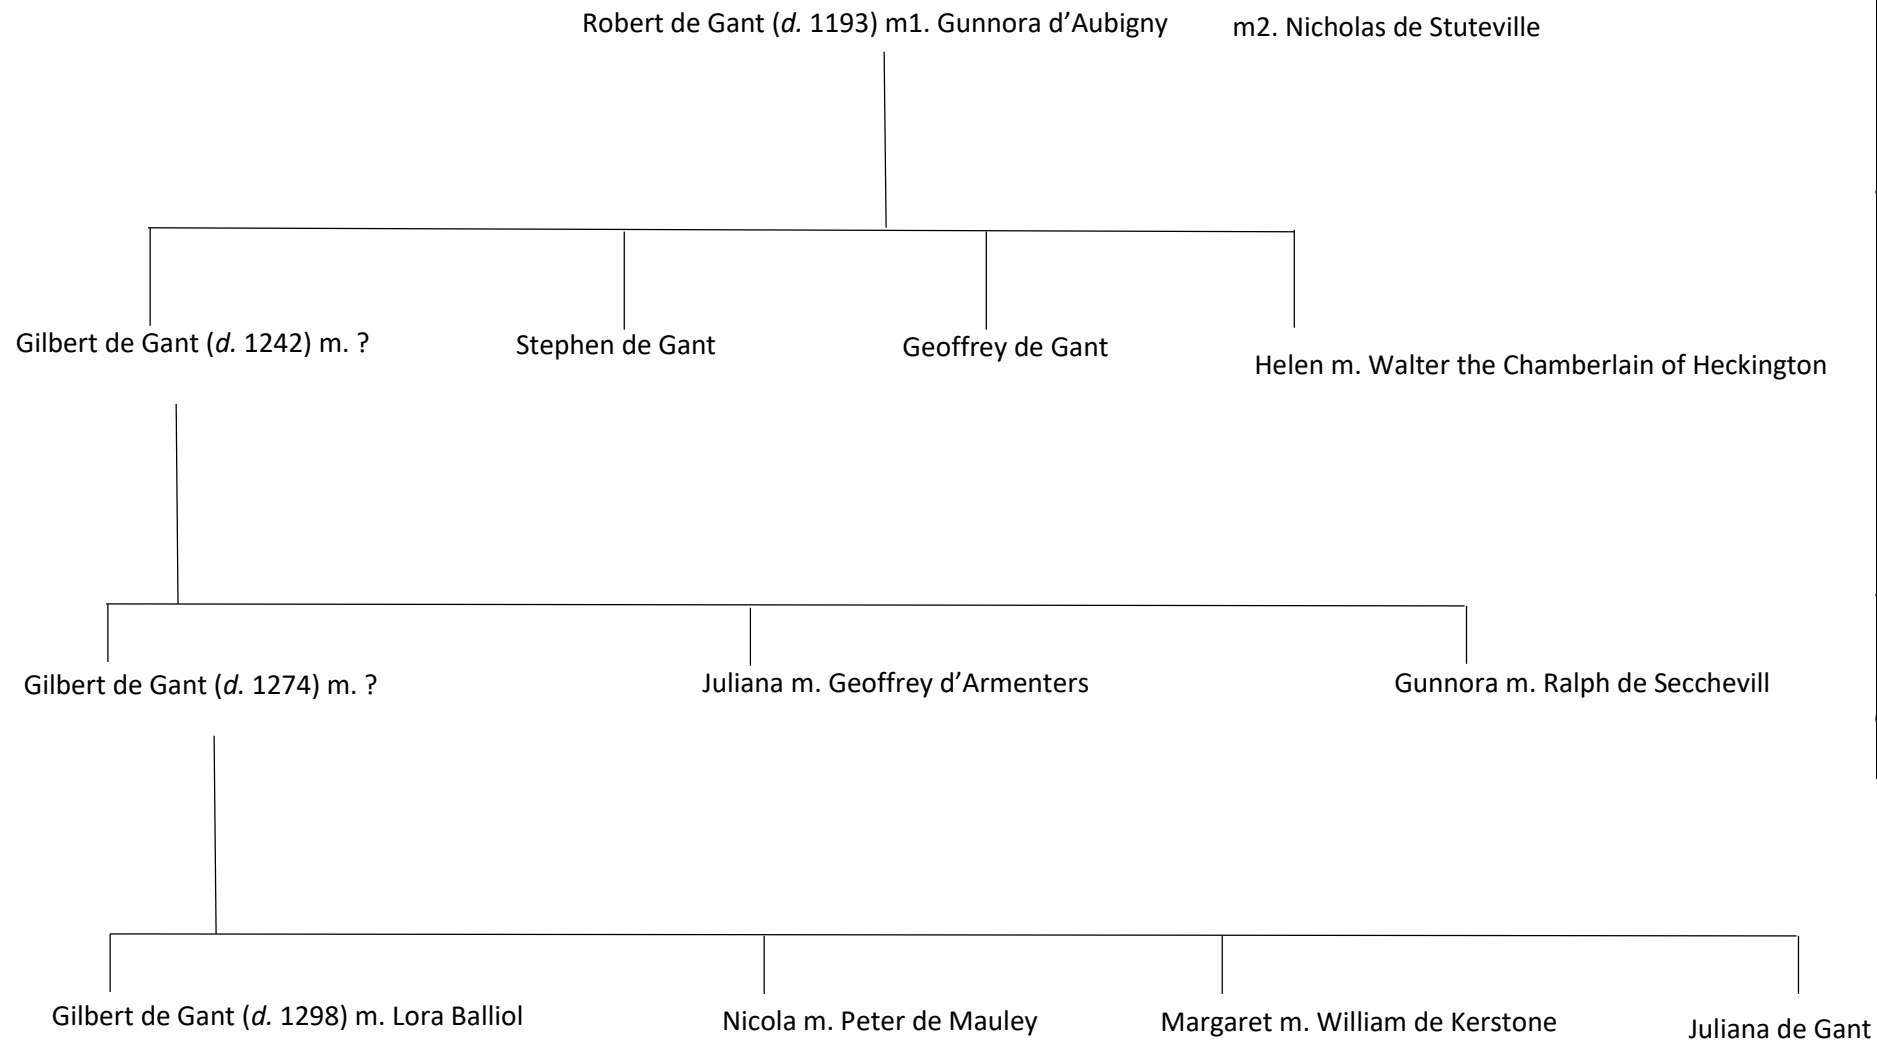 Robert de Gant (d. 1193) m1. Gunnora d’Aubigny m2. Nicholas de Stuteville
Gilbert de Gant (d. 1242) m. ?
Stephen de Gant
Geoffrey de Gant
Helen m. Walter the Chamberlain of Heckington
Gilbert de Gant (d. 1274) m. ?
Juliana m. Geoffrey d’Armenters
Gunnora m. Ralph de Secchevill
Gilbert de Gant (d. 1298) m. Lora Balliol
Nicola m. Peter de Mauley
Margaret m. William de Kerstone
Juliana de Gant